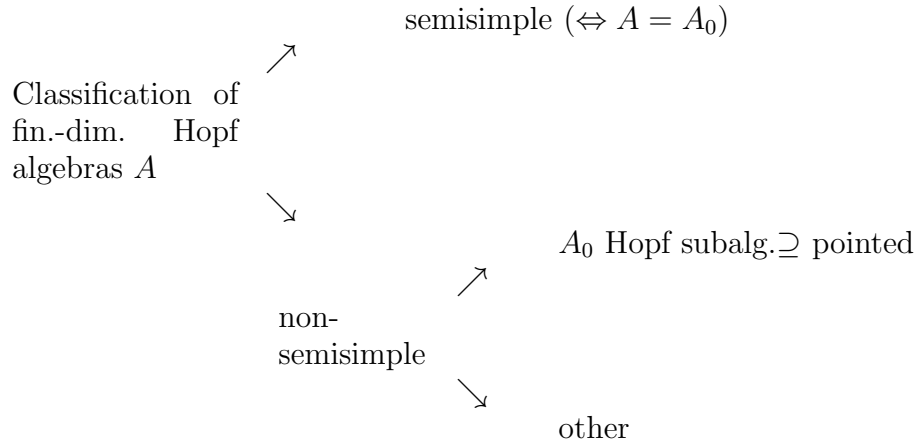 semisimple (⇔ A = A₀)
Classification of
fin.-dim. Hopf
algebras A
A₀ Hopf subalg.⊇ pointed
non-
semisimple
other